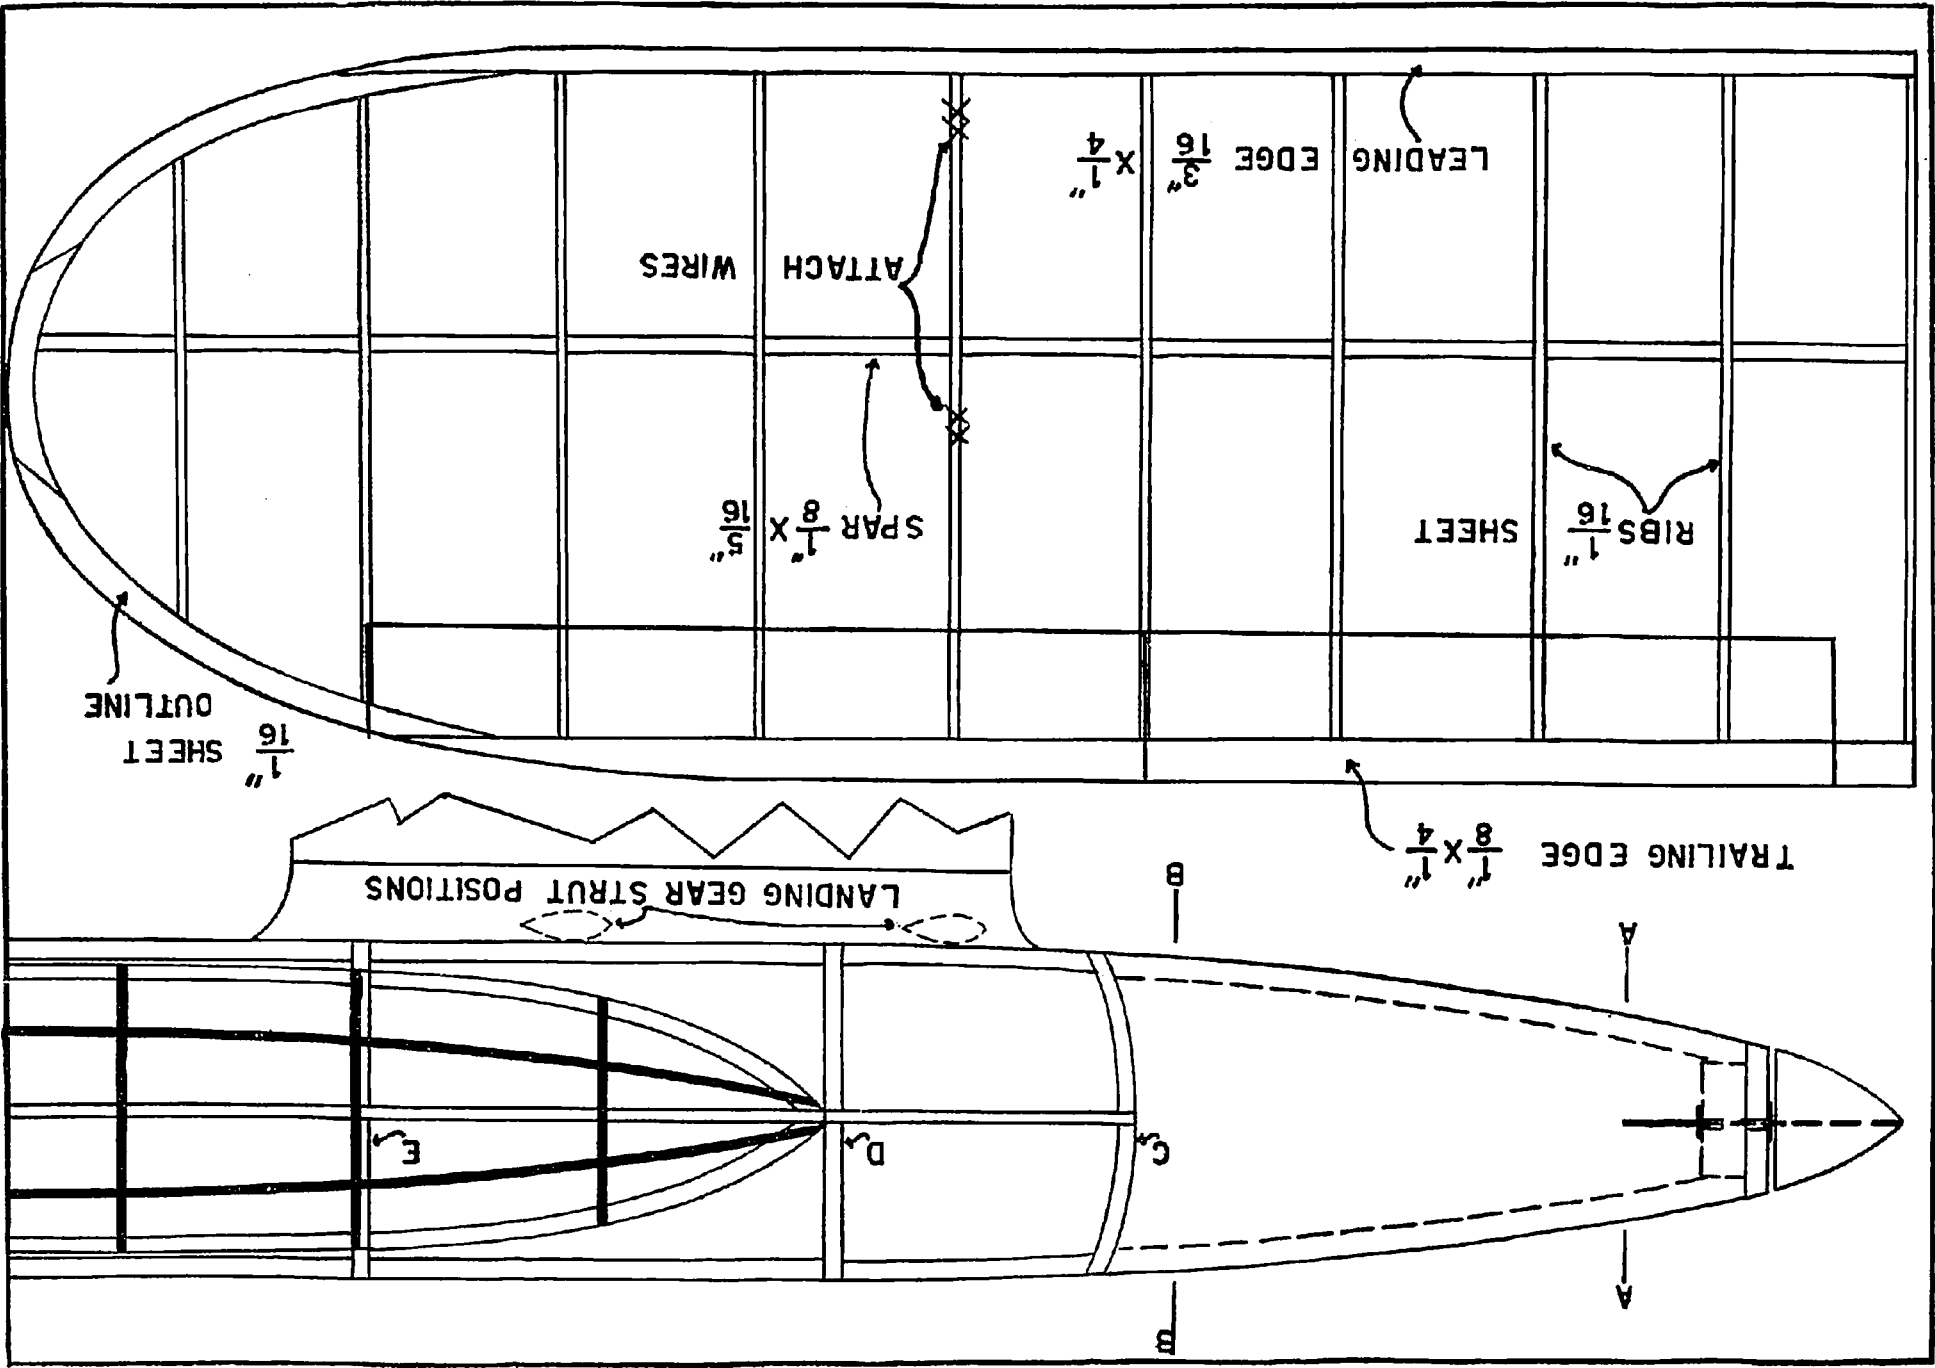 B
A
C
D
E
A
LANDING GEAR STRUT POSITIONS
B
TRAILING EDGE 1/8" X 1/4"
1/16" SHEET
OUTLINE
RIBS 1/16" SHEET
SPAR 1/8" X 5/16"
ATTACH WIRES
LEADING EDGE 3/16" X 1/4"